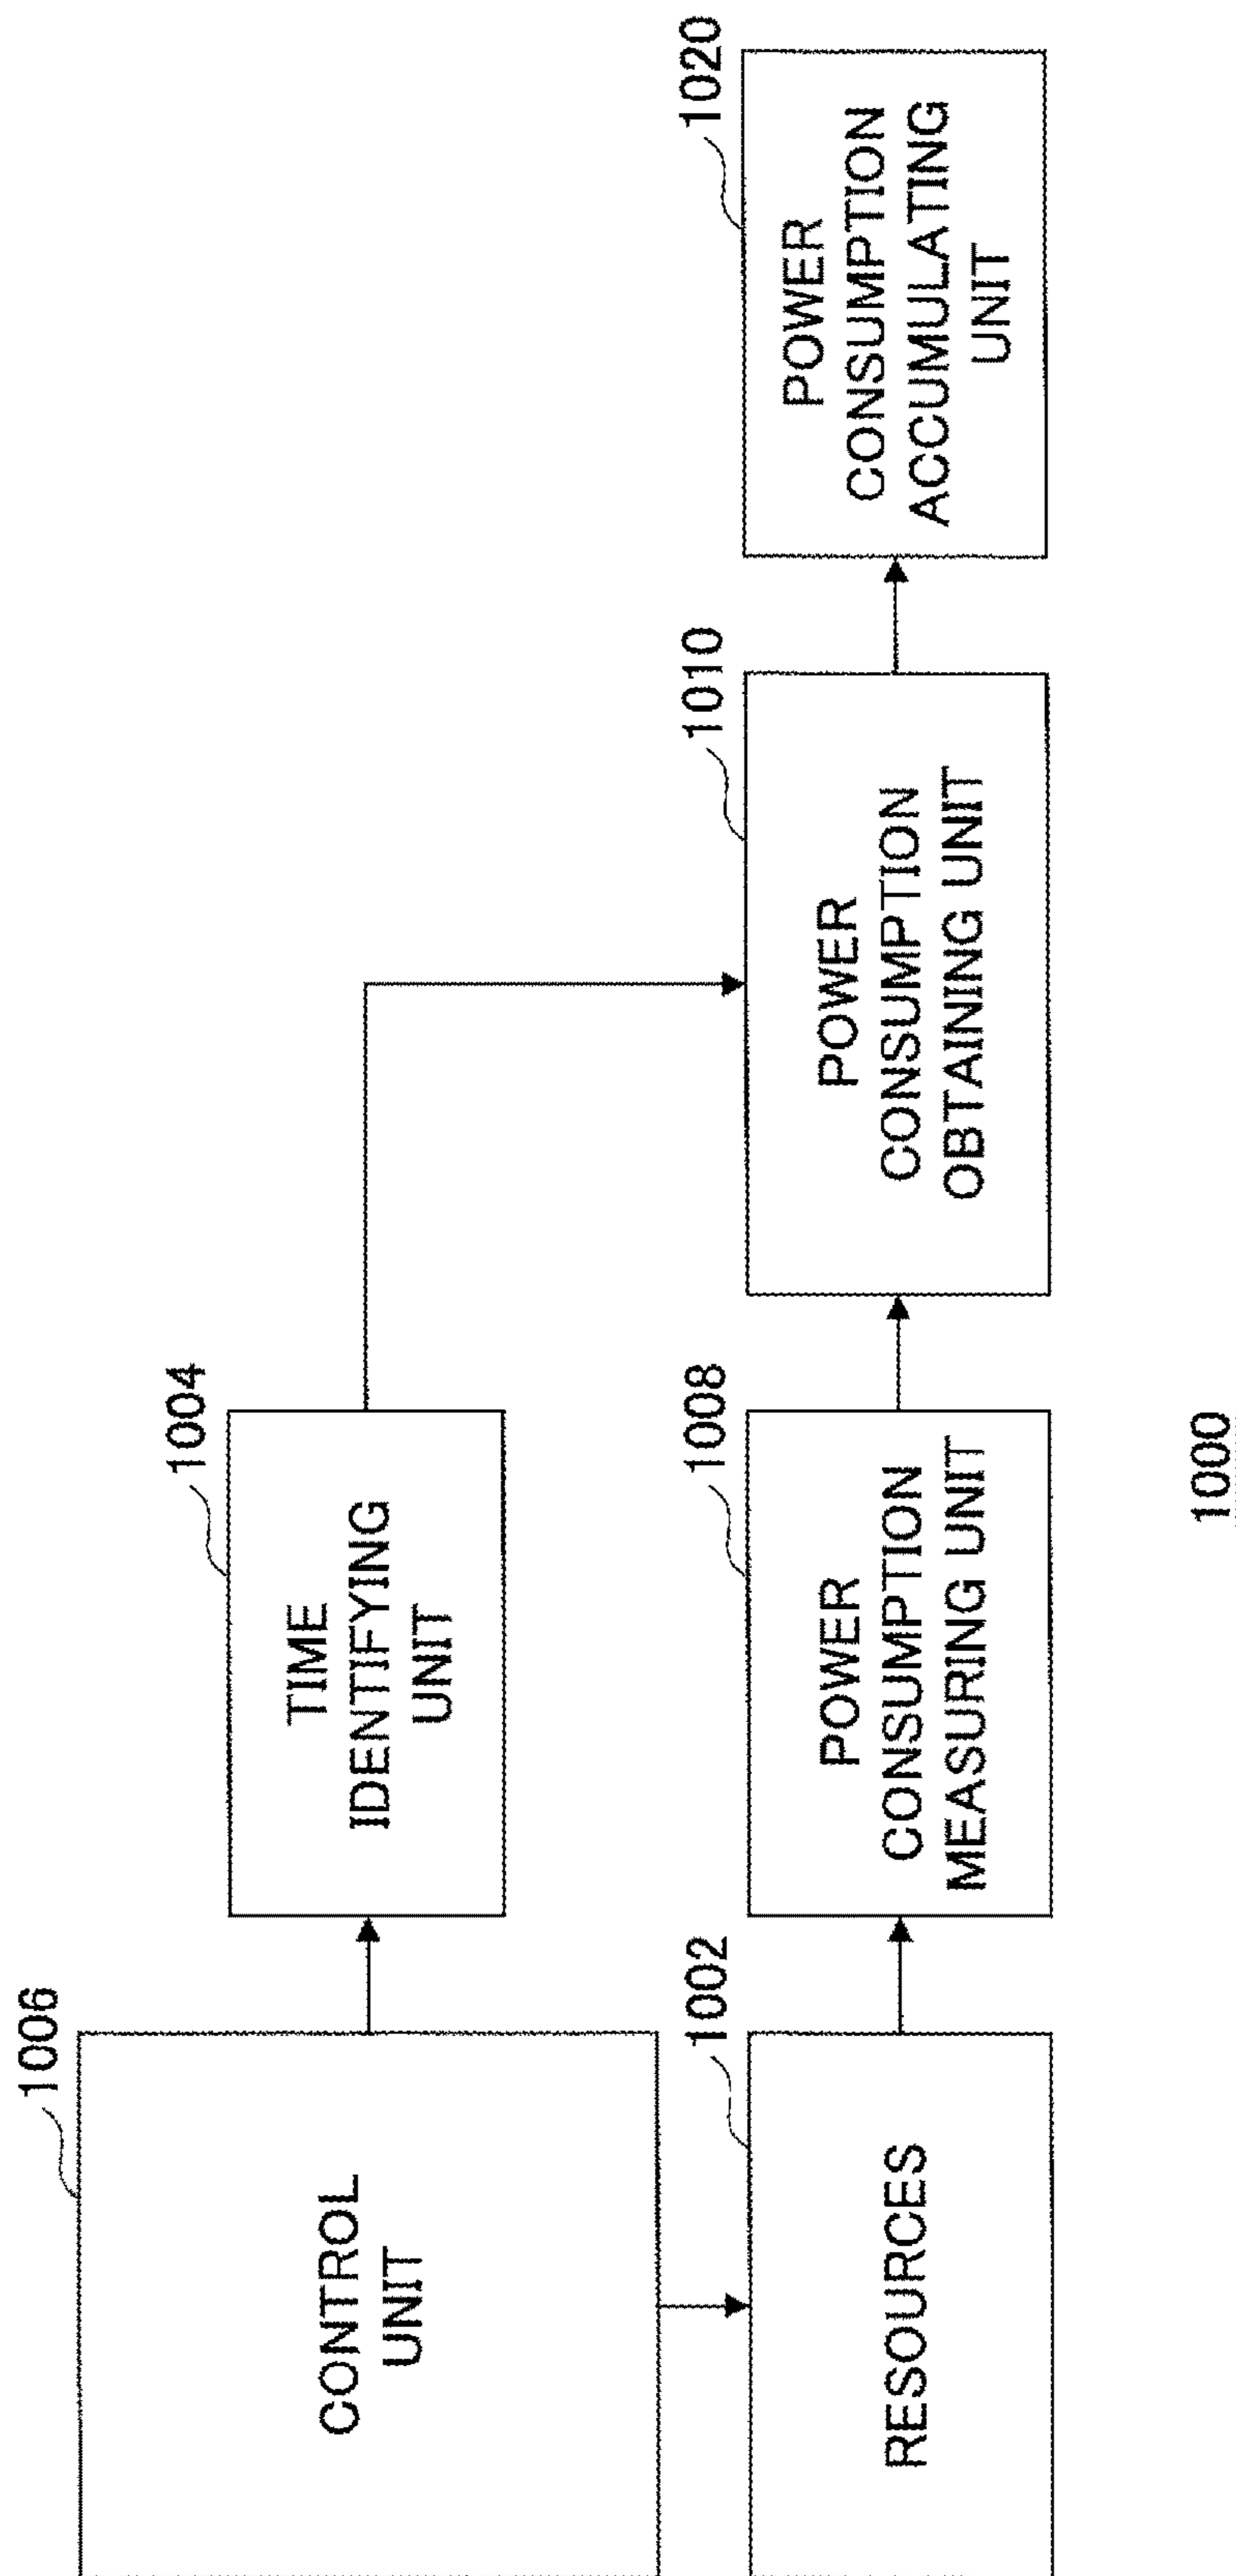 1006
CONTROL
UNIT
1004
TIME
IDENTIFYING
UNIT
1002
RESOURCES
1008
POWER
CONSUMPTION
MEASURING UNIT
1010
POWER
CONSUMPTION
OBTAINING UNIT
1020
POWER
CONSUMPTION
ACCUMULATING
UNIT
1000